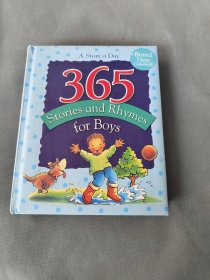 A Story a Day
Brand
New
365
Stories and Rhymes
for Boys